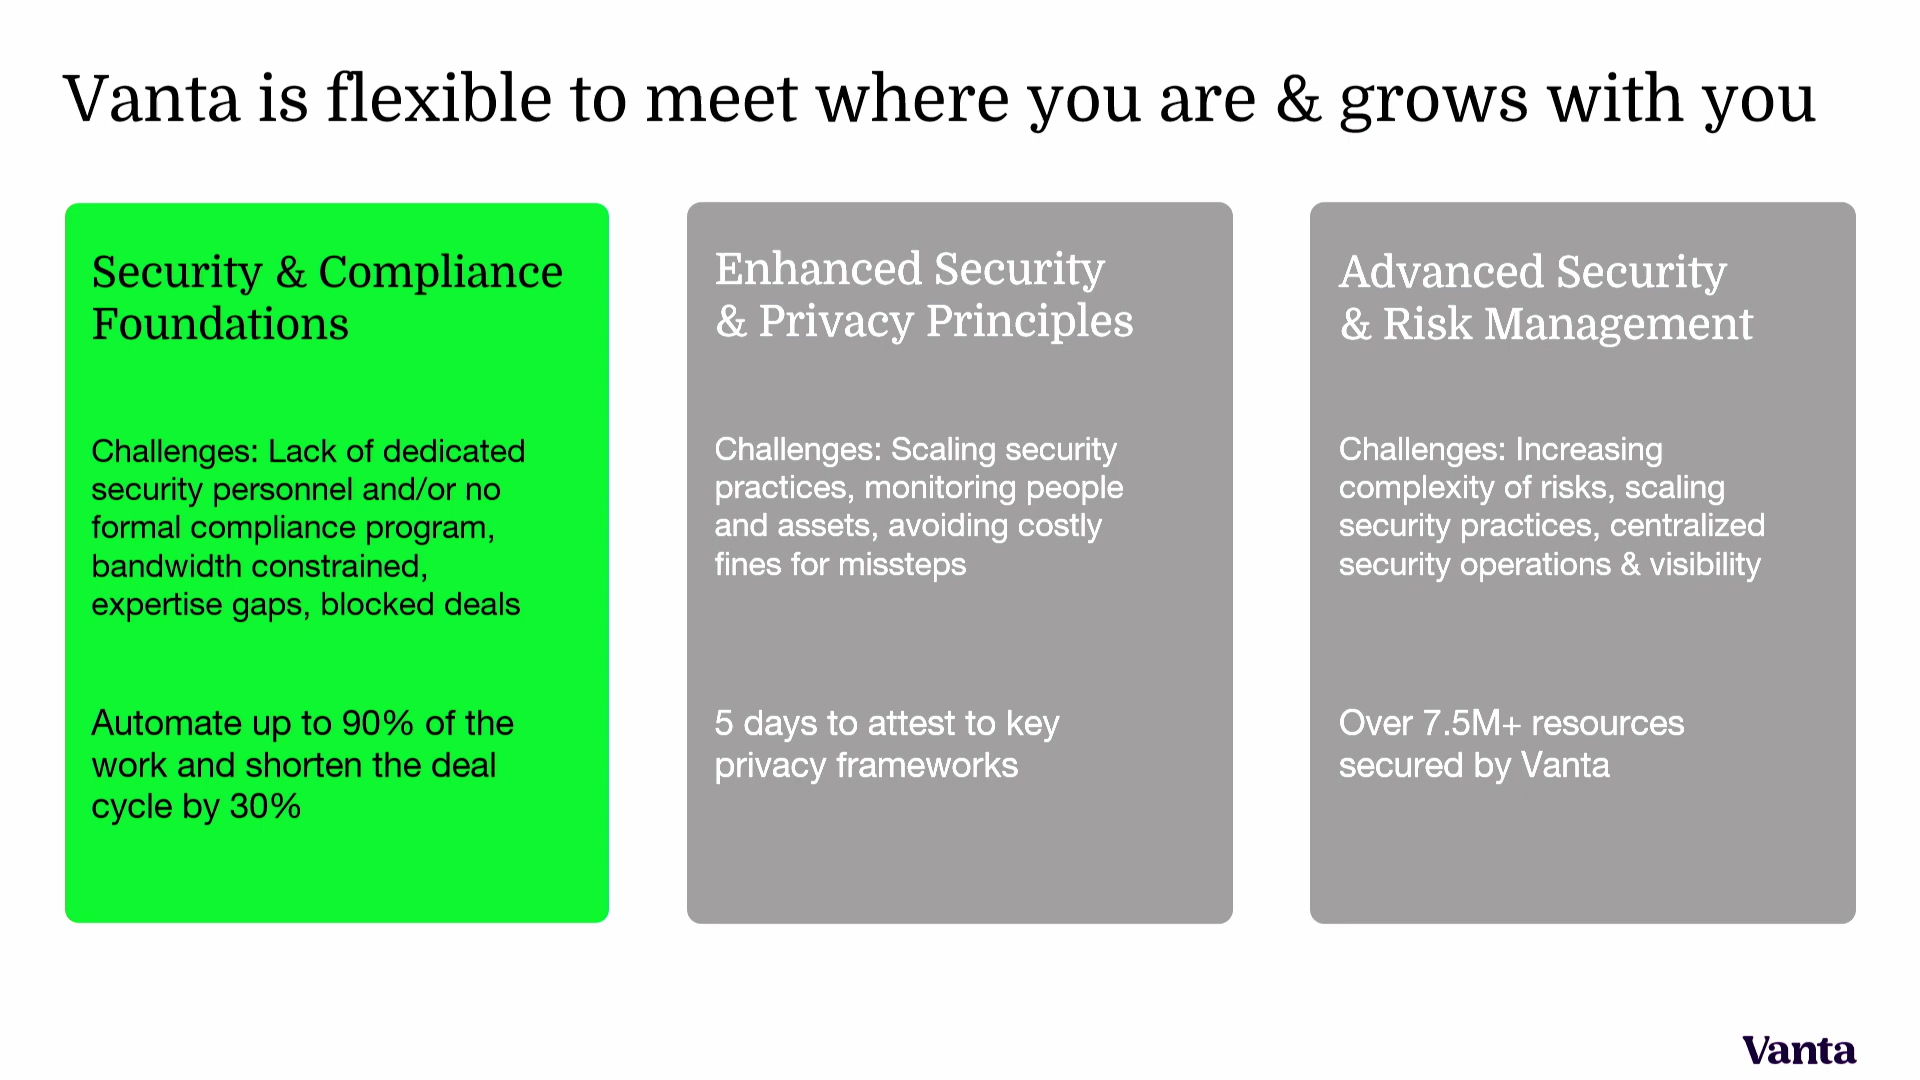 Vanta is flexible to meet where you are & grows with you
Security & Compliance
Foundations
Challenges: Lack of dedicated
security personnel and/or no
formal compliance program,
bandwidth constrained,
expertise gaps, blocked deals
Automate up to 90% of the
work and shorten the deal
cycle by 30%
Enhanced Security
& Privacy Principles
Challenges: Scaling security
practices, monitoring people
and assets, avoiding costly
fines for missteps
5 days to attest to key
privacy frameworks
Advanced Security
& Risk Management
Challenges: Increasing
complexity of risks, scaling
security practices, centralized
security operations & visibility
Over 7.5M+ resources
secured by Vanta
Vanta